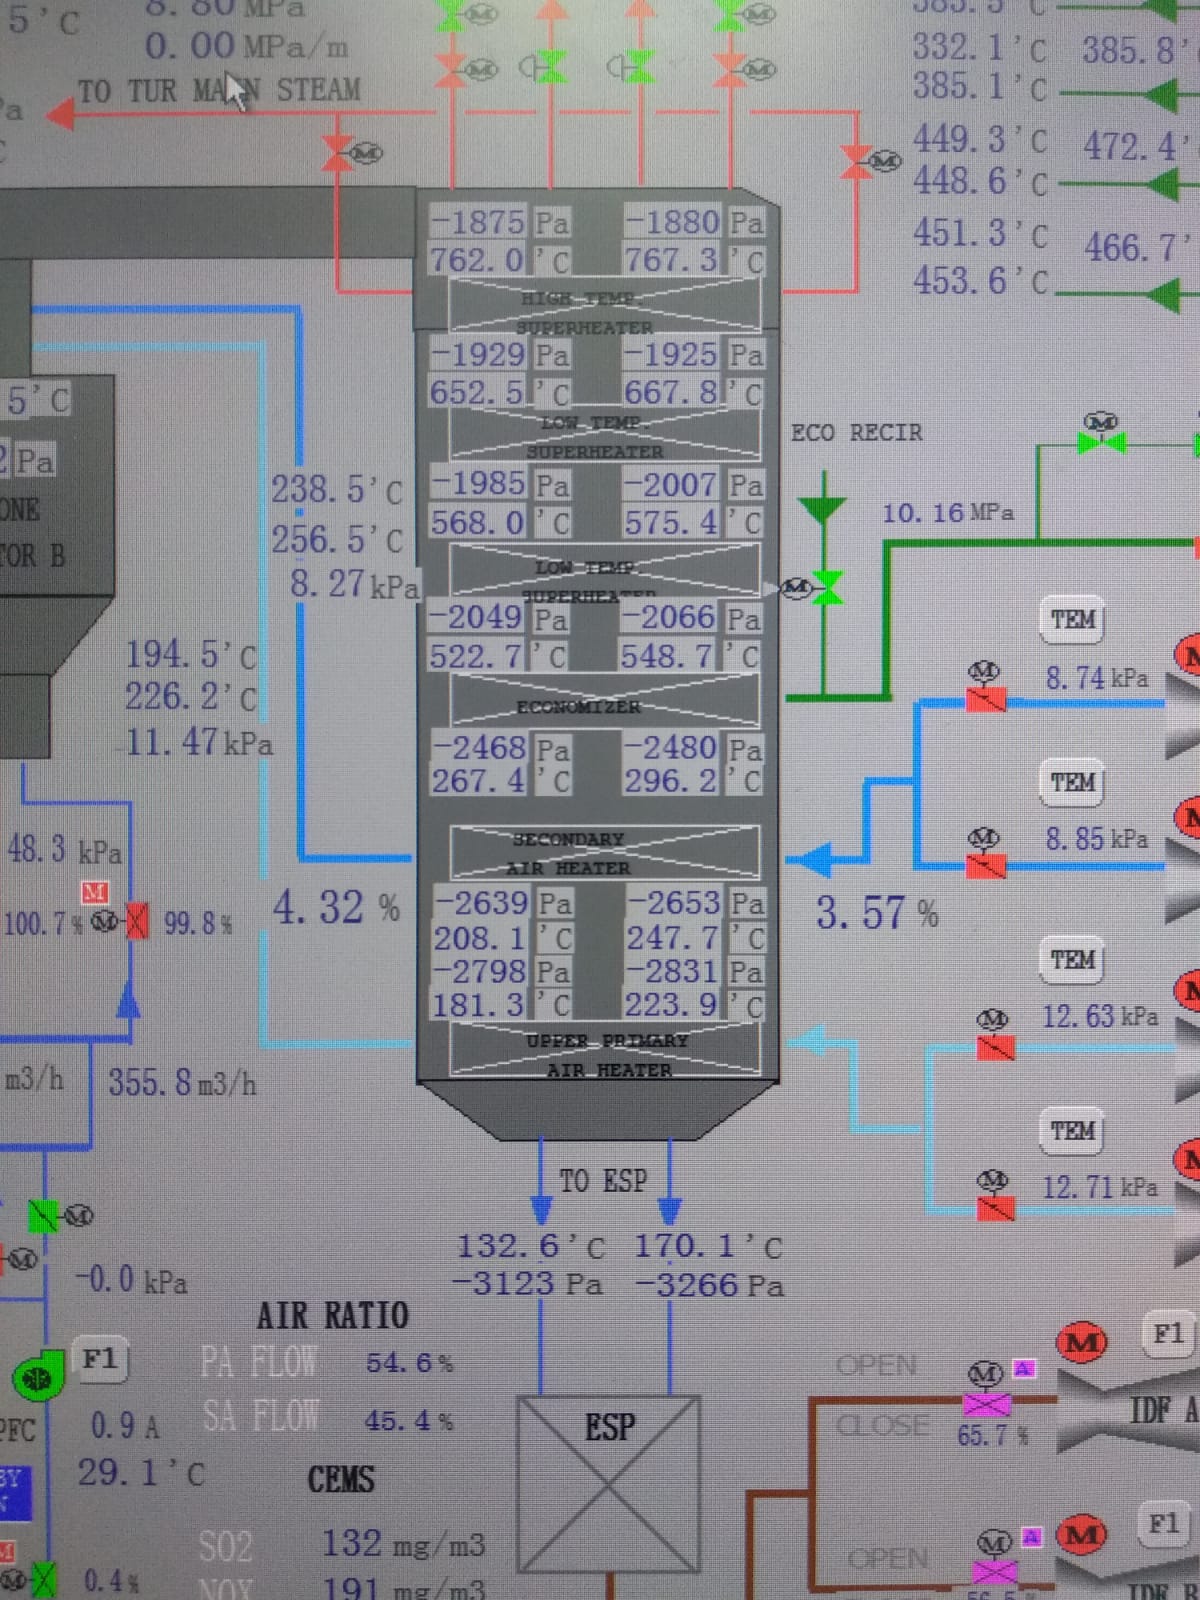 5 'C
8.80 MPa
0.00 MPa/m
TO TUR MAIN STEAM
M
M
M
M
M
M
332.1 'C
385.8'
385.1 'C
449.3 'C
472.4'
448.6 'C
451.3 'C
466.7'
453.6 'C
-1875 Pa
-1880 Pa
762.0 'C
767.3 'C
HIGH TEMP.
SUPERHEATER
-1929 Pa
-1925 Pa
652.5 'C
667.8 'C
LOW TEMP.
SUPERHEATER
5 'C
ECO RECIR
M
Pa
238.5 'C
-1985 Pa
-2007 Pa
568.0 'C
575.4 'C
10.16 MPa
256.5 'C
8.27 kPa
LOW TEMP.
SUPERHEATER
M
-2049 Pa
-2066 Pa
TEM
194.5 'C
522.7 'C
548.7 'C
M
8.74 kPa
226.2 'C
ECONOMIZER
11.47 kPa
-2468 Pa
-2480 Pa
267.4 'C
296.2 'C
TEM
48.3 kPa
SECONDARY
AIR HEATER
M
8.85 kPa
M
100.7 %
M
99.8 %
4.32 %
3.57 %
-2639 Pa
-2653 Pa
208.1 'C
247.7 'C
TEM
-2798 Pa
-2831 Pa
181.3 'C
223.9 'C
M
12.63 kPa
UPPER PRIMARY
AIR HEATER
m3/h
355.8 m3/h
TEM
TO ESP
M
12.71 kPa
M
132.6 'C
170.1 'C
M
-0.0 kPa
-3123 Pa
-3266 Pa
AIR RATIO
F1
PA FLOW
54.6 %
OPEN
M
A
M
F1
0.9 A
SA FLOW
45.4 %
ESP
CLOSE
65.7 %
IDF A
29.1 'C
CEMS
SO2
132 mg/m3
OPEN
M
A
M
F1
M
0.4 %
NOX
191 mg/m3
IDF B